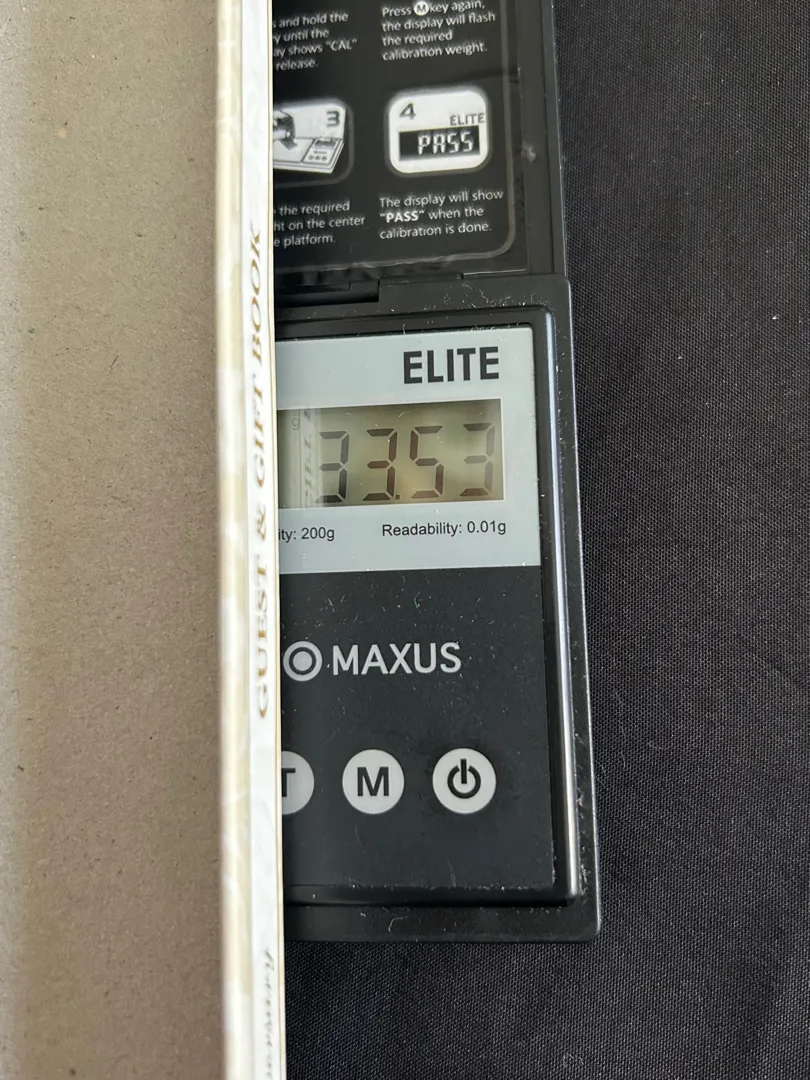 and hold the
until the
shows "CAL"
release.
Press M key again,
the display will flash
the required
calibration weight.
3
4
ELITE
PASS
the required
on the center
platform.
The display will show
"PASS" when the
calibration is done.
ELITE
33.53
200g
Readability: 0.01g
MAXUS
T M
GUEST & GIFT BOOK